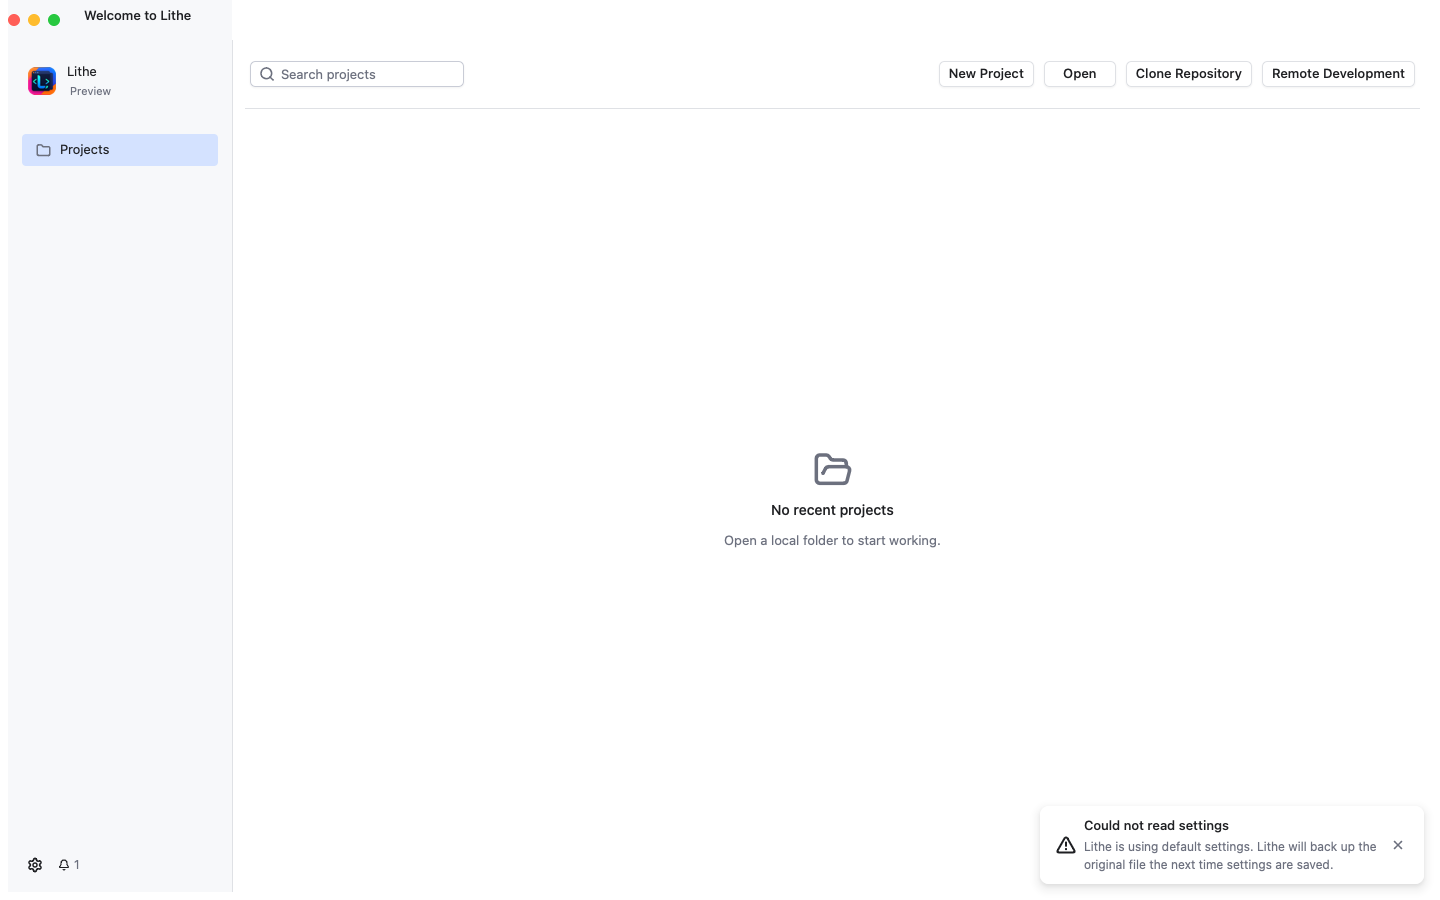 Welcome to Lithe
Lithe
Preview
Projects
Search projects
New Project
Open
Clone Repository
Remote Development
No recent projects
Open a local folder to start working.
Could not read settings
Lithe is using default settings. Lithe will back up the
original file the next time settings are saved.
1